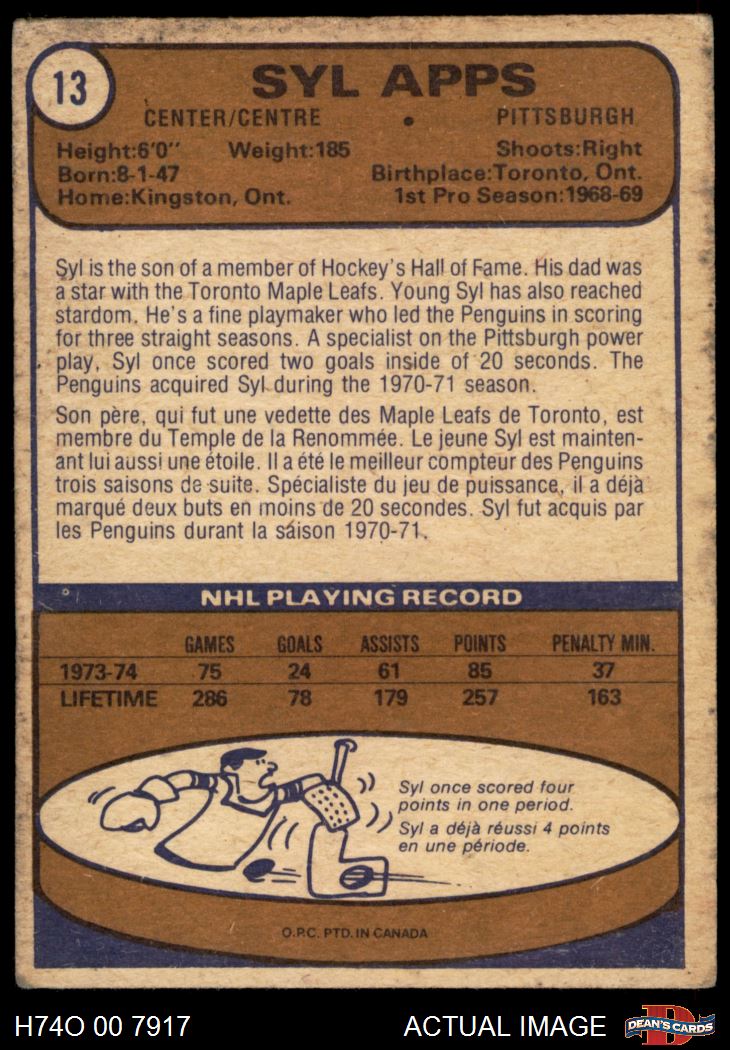 13
SYL APPS
CENTER/CENTRE • PITTSBURGH
Height:6'0" Weight:185 Shoots:Right
Born:8-1-47 Birthplace:Toronto, Ont.
Home:Kingston, Ont. 1st Pro Season:1968-69
Syl is the son of a member of Hockey's Hall of Fame. His dad was
a star with the Toronto Maple Leafs. Young Syl has also reached
stardom. He's a fine playmaker who led the Penguins in scoring
for three straight seasons. A specialist on the Pittsburgh power
play, Syl once scored two goals inside of 20 seconds. The
Penguins acquired Syl during the 1970-71 season.
Son père, qui fut une vedette des Maple Leafs de Toronto, est
membre du Temple de la Renommée. Le jeune Syl est mainten-
ant lui aussi une étoile. Il a été le meilleur compteur des Penguins
trois saisons de suite. Spécialiste du jeu de puissance, il a déjà
marqué deux buts en moins de 20 secondes. Syl fut acquis par
les Penguins durant la saison 1970-71.
NHL PLAYING RECORD
GAMES GOALS ASSISTS POINTS PENALTY MIN.
1973-74 75 24 61 85 37
LIFETIME 286 78 179 257 163
Syl once scored four
points in one period.
Syl a déjà réussi 4 points
en une période.
O.P.C. PTD. IN CANADA
H74O 00 7917 ACTUAL IMAGE D DEAN'S CARDS